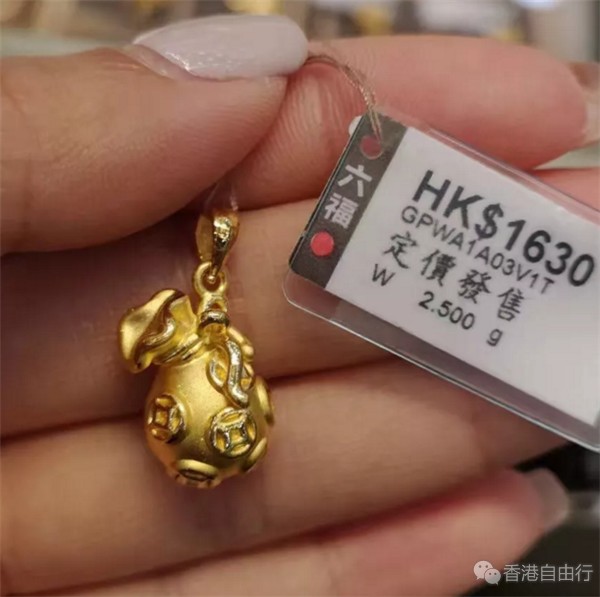 六福
HK$1630
GPWA1A03V1T
定價發售
W 2.500 g
香港自由行